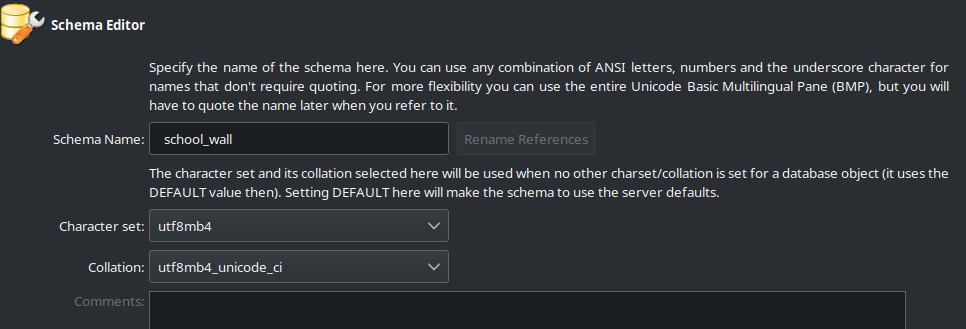 Schema Editor
Specify the name of the schema here. You can use any combination of ANSI letters, numbers and the underscore character for
names that don't require quoting. For more flexibility you can use the entire Unicode Basic Multilingual Pane (BMP), but you will
have to quote the name later when you refer to it.
Schema Name: school_wall Rename References
The character set and its collation selected here will be used when no other charset/collation is set for a database object (it uses the
DEFAULT value then). Setting DEFAULT here will make the schema to use the server defaults.
Character set: utf8mb4
Collation: utf8mb4_unicode_ci
Comments: